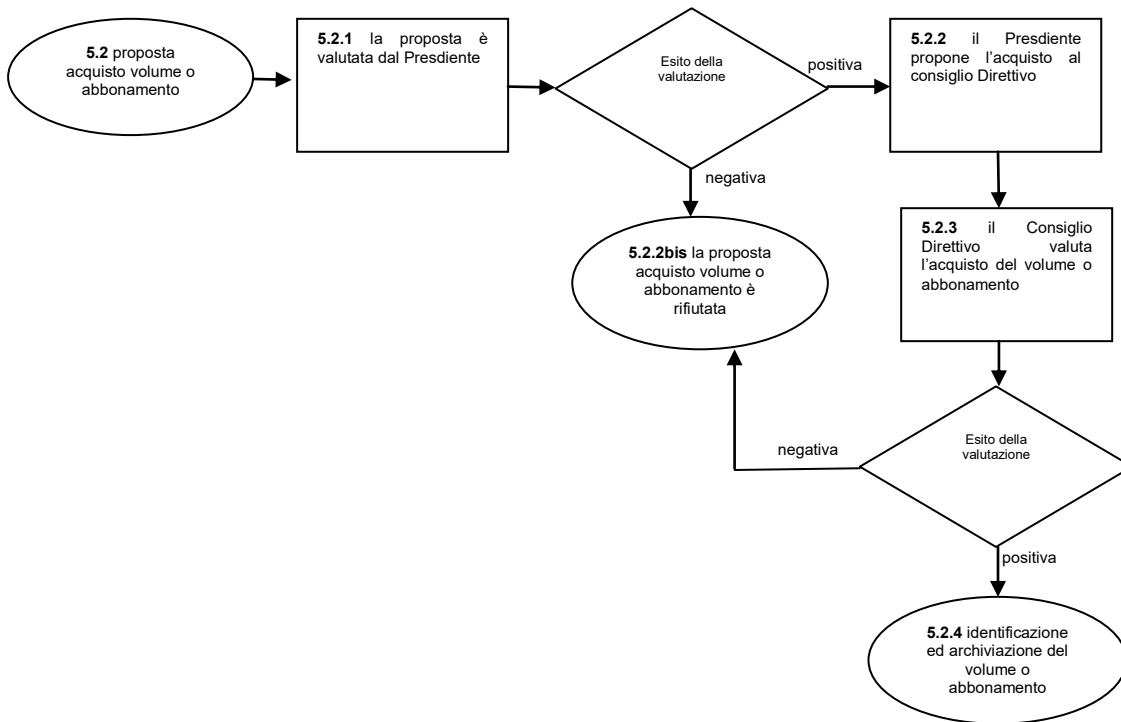 5.2 proposta
acquisto volume o
abbonamento
5.2.1 la proposta è
valutata dal Presdiente
Esito della
valutazione
positiva
5.2.2 il Presdiente
propone l'acquisto al
consiglio Direttivo
negativa
5.2.2bis la proposta
acquisto volume o
abbonamento è
rifiutata
5.2.3 il Consiglio
Direttivo valuta
l'acquisto del volume o
abbonamento
Esito della
valutazione
negativa
positiva
5.2.4 identificazione
ed archiviazione del
volume o
abbonamento